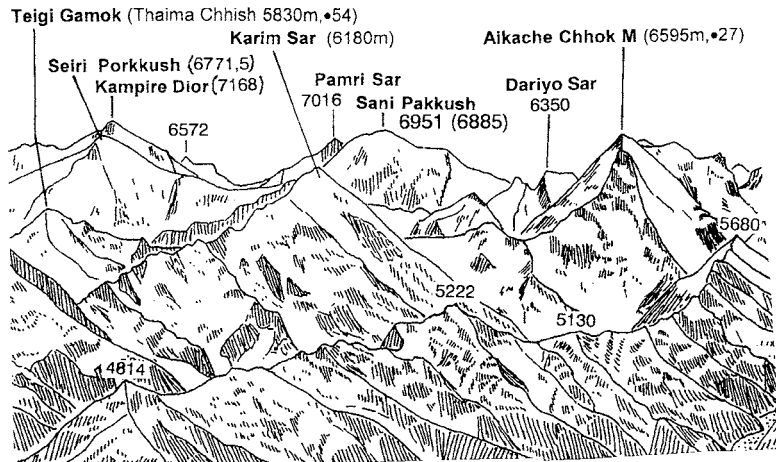 Teigi Gamok (Thaima Chhish 5830m,•54)
Karim Sar (6180m)
Aikache Chhok M (6595m,•27)
Seiri Porkkush (6771,5)
Kampire Dior (7168)
6572
Pamri Sar
7016
Sani Pakkush
6951 (6885)
Dariyo Sar
6350
5680
5222
5130
4814